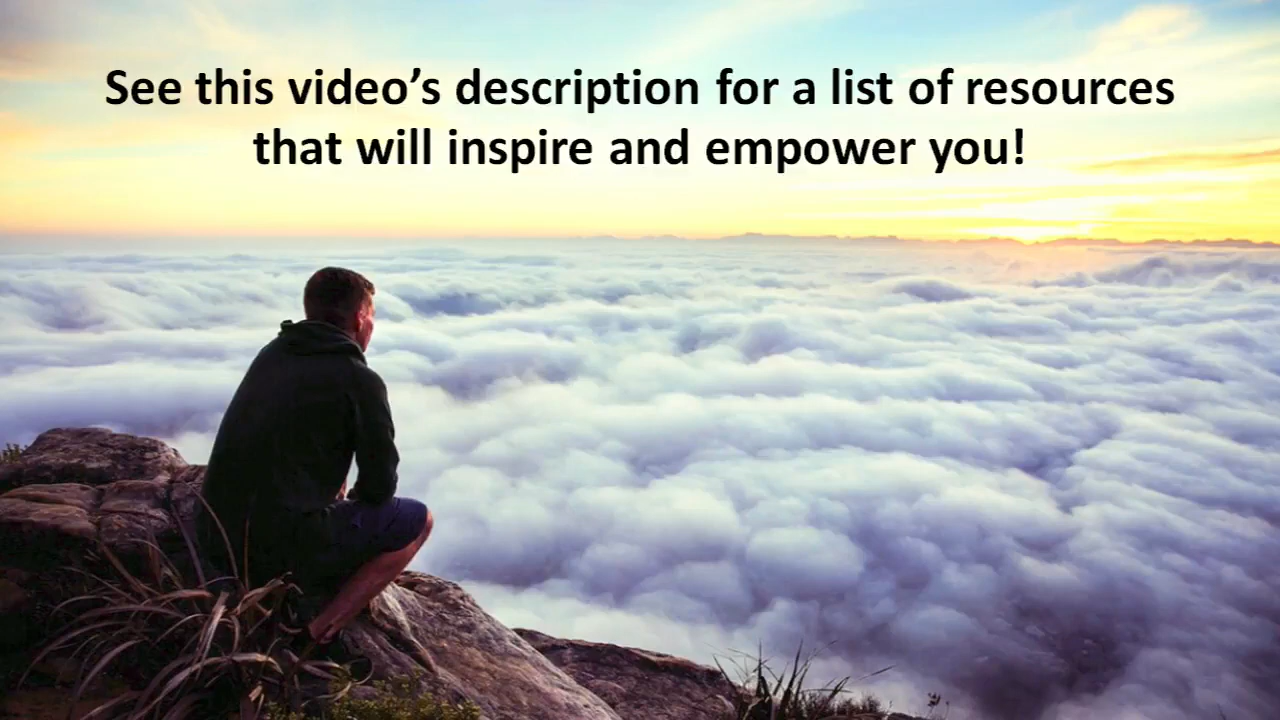 See this video’s description for a list of resources
that will inspire and empower you!